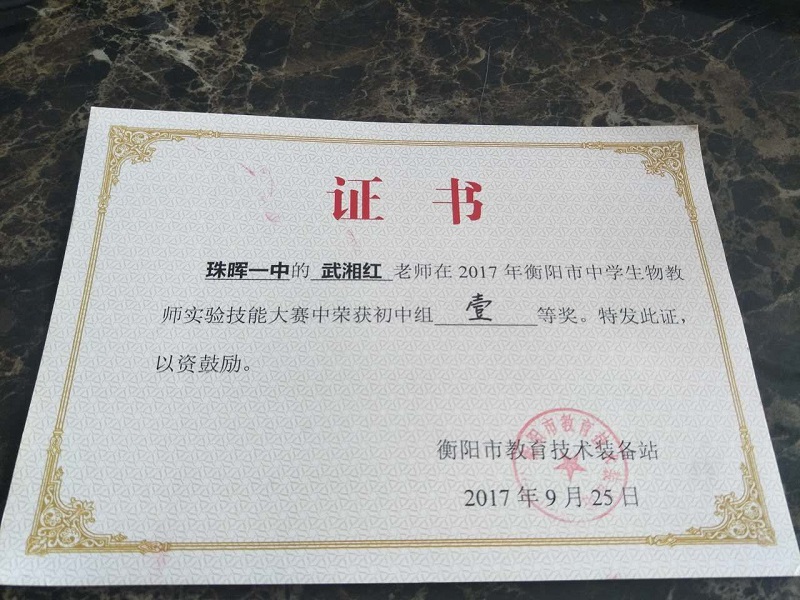 证书
珠晖一中的 武湘红 老师在 2017 年衡阳市中学生物教
师实验技能大赛中荣获初中组 壹 等奖。特发此证，
以资鼓励。
衡阳市教育技术装备站
2017 年 9 月 25 日